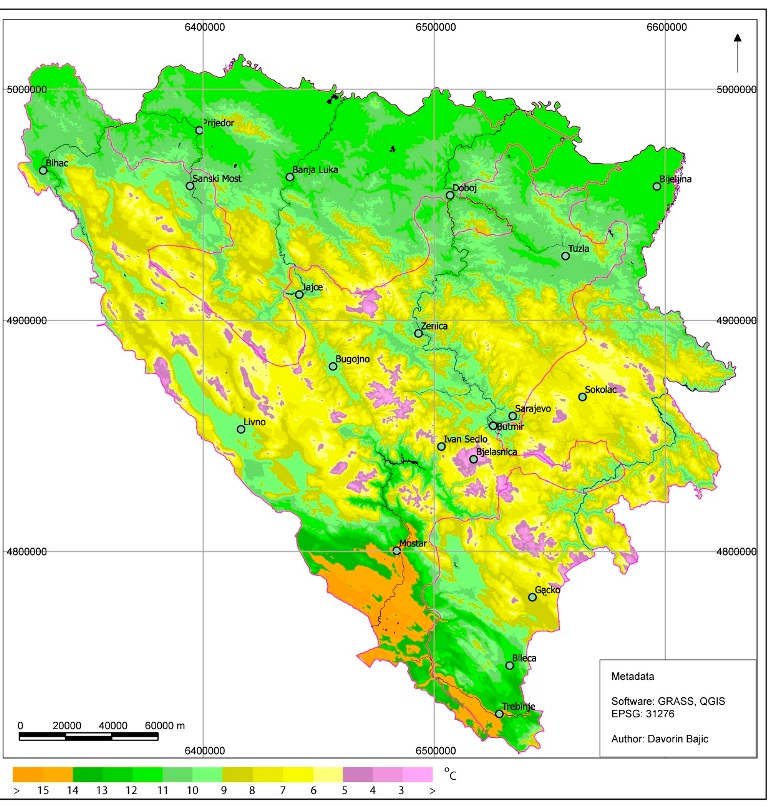 6400000 6500000 6600000
5000000 5000000
Prijedor
Bihac
Sanski Most
Banja Luka
Doboj
Bijeljina
Tuzla
Jajce
4900000 4900000
Zenica
Bugojno
Sokolac
Sarajevo
Butmir
Livno
Ivan Sedlo
Bjelasnica
Mostar
4800000 4800000
Gacko
Bileca
Trebinje
Metadata
Software: GRASS, QGIS
EPSG: 31276
Author: Davorin Bajic
0 20000 40000 60000 m
6400000 6500000
°C
> 15 14 13 12 11 10 9 8 7 6 5 4 3 >